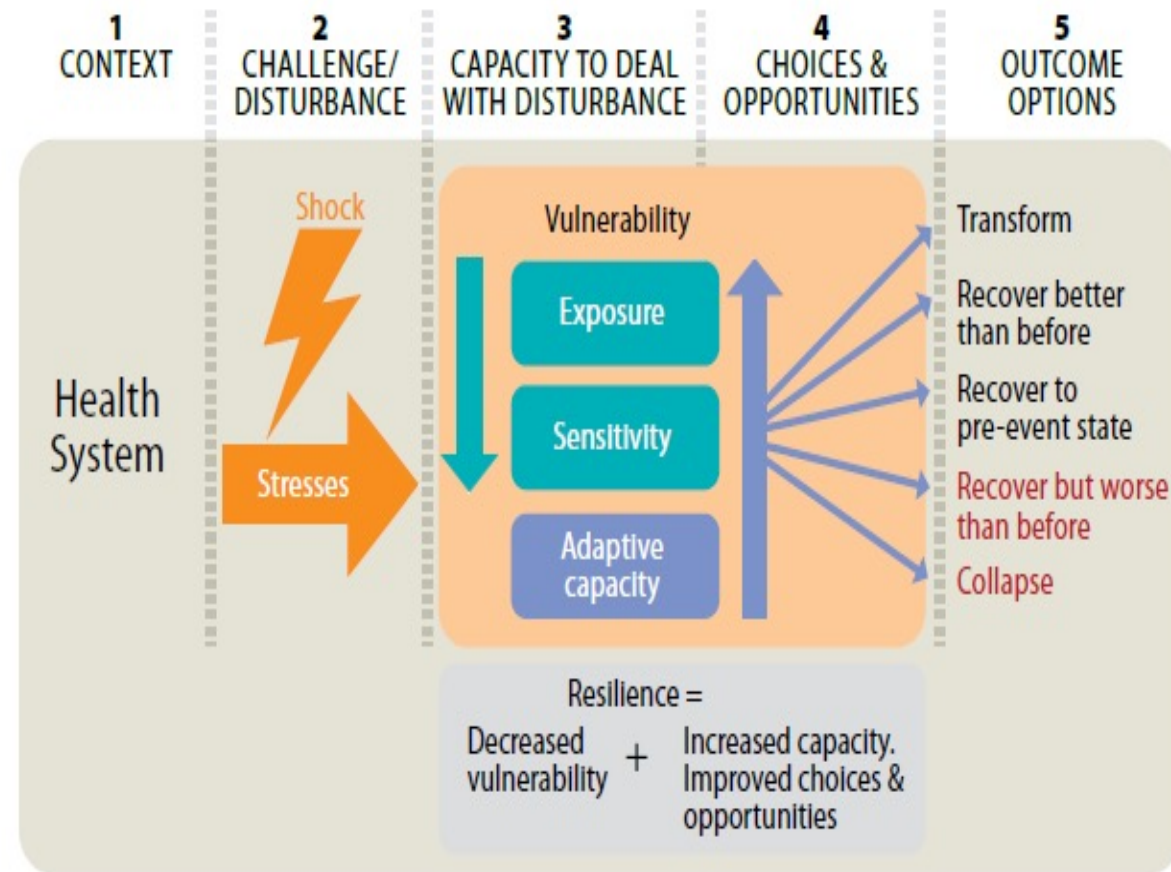 1
CONTEXT
2
CHALLENGE/
DISTURBANCE
3
CAPACITY TO DEAL
WITH DISTURBANCE
4
CHOICES &
OPPORTUNITIES
5
OUTCOME
OPTIONS
Health
System
Shock
Stresses
Vulnerability
Exposure
Sensitivity
Adaptive
capacity
Transform
Recover better
than before
Recover to
pre-event state
Recover but worse
than before
Collapse
Resilience =
Decreased
vulnerability
+
Increased capacity.
Improved choices &
opportunities